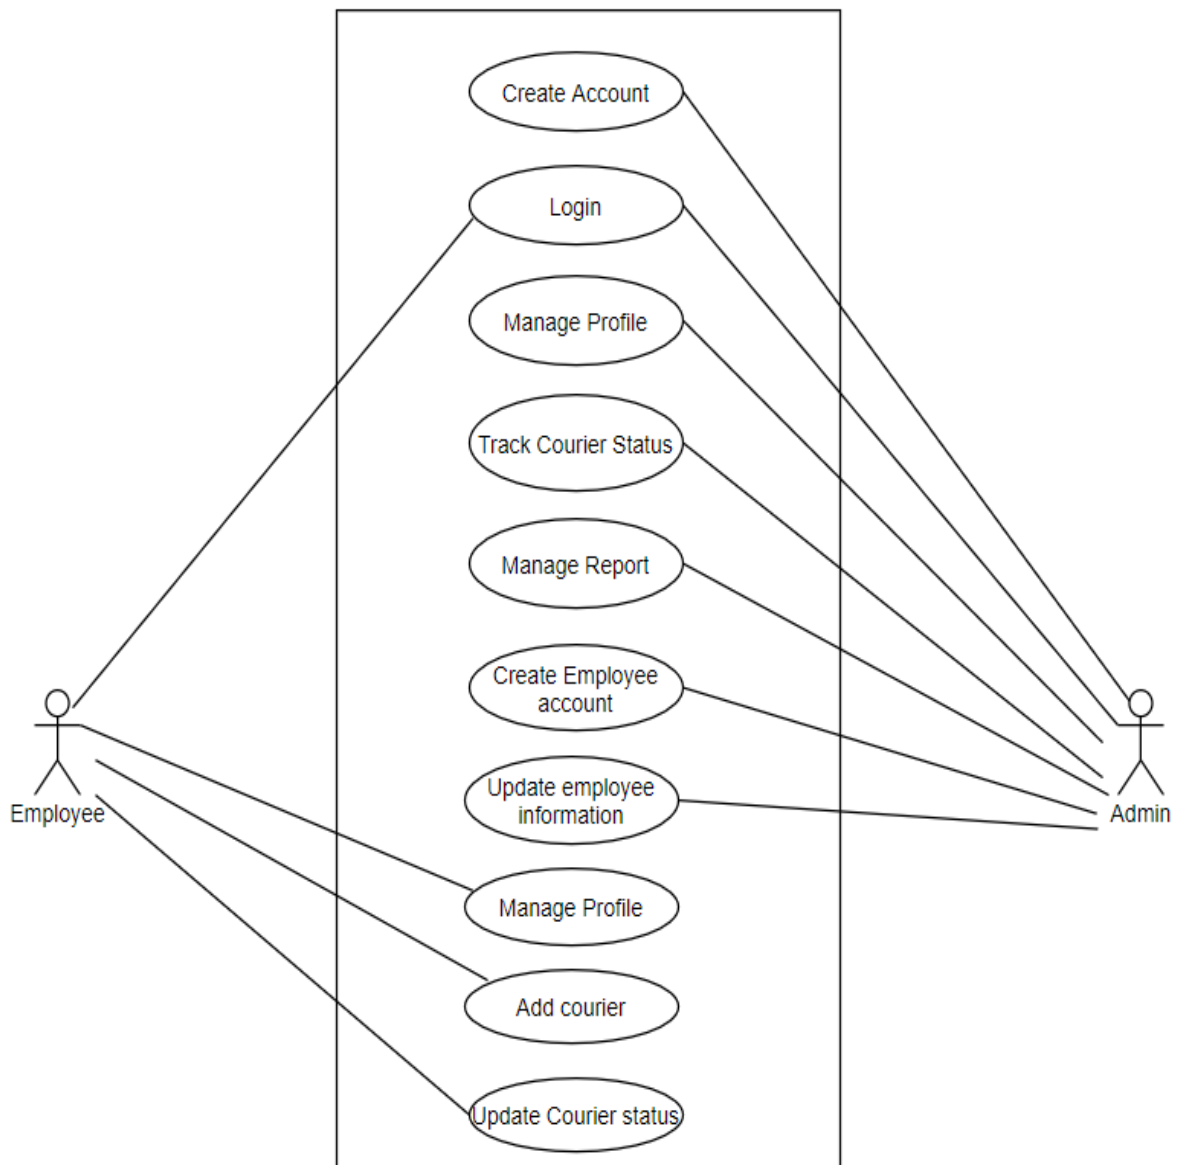 Create Account
Login
Manage Profile
Track Courier Status
Manage Report
Create Employee
account
Update employee
information
Employee
Admin
Manage Profile
Add courier
Update Courier status